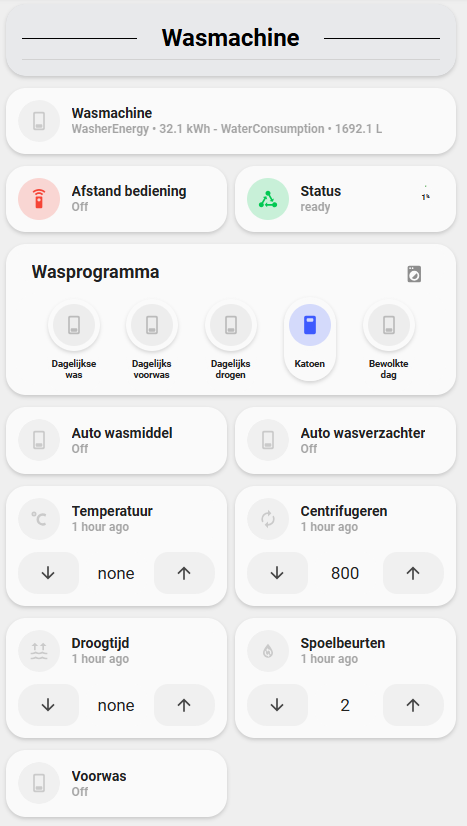 Wasmachine
Wasmachine
WasherEnergy • 32.1 kWh - WaterConsumption • 1692.1 L
Afstand bediening
Off
Status
ready
Wasprogramma
Dagelijkse
was
Dagelijks
voorwas
Dagelijks
drogen
Katoen
Bewolkte
dag
Auto wasmiddel
Off
Auto wasverzachter
Off
Temperatuur
1 hour ago
none
Centrifugeren
1 hour ago
800
Droogtijd
1 hour ago
none
Spoelbeurten
1 hour ago
2
Voorwas
Off